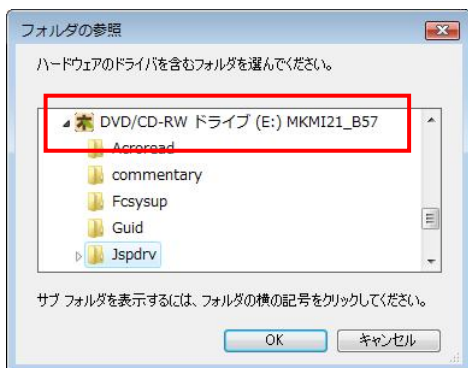 フォルダの参照
ハードウェアのドライバを含むフォルダを選んでください。
DVD/CD-RW ドライブ (E:) MKMI21_B57
Acroread
commentary
Fcsysup
Guid
Jspdrv
サブ フォルダを表示するには、フォルダの横の記号をクリックしてください。
OK キャンセル